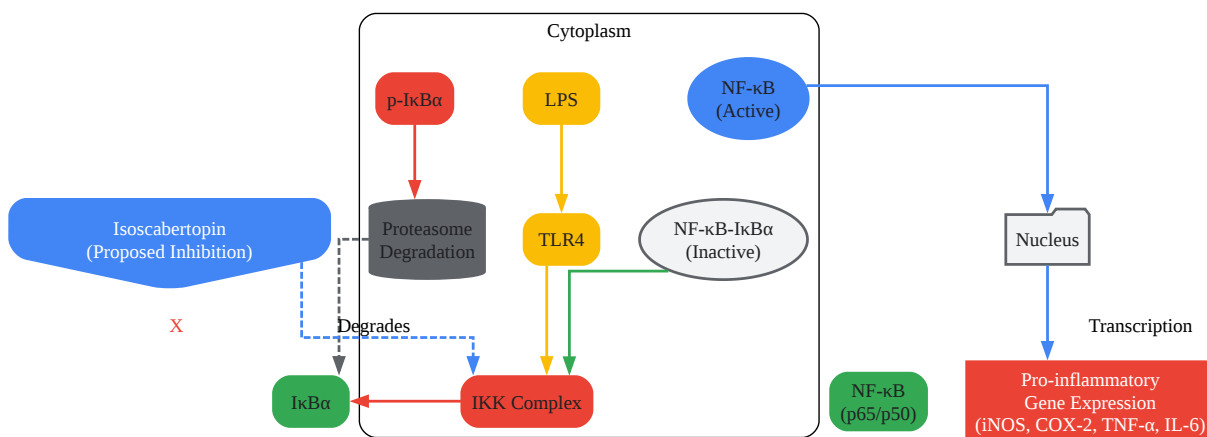 Cytoplasm
p-IκBα
LPS
NF-κB
(Active)
Isoscabertopin
(Proposed Inhibition)
Proteasome
Degradation
TLR4
NF-κB-IκBα
(Inactive)
Nucleus
X
Degrades
Transcription
IκBα
IKK Complex
NF-κB
(p65/p50)
Pro-inflammatory
Gene Expression
(iNOS, COX-2, TNF-α, IL-6)